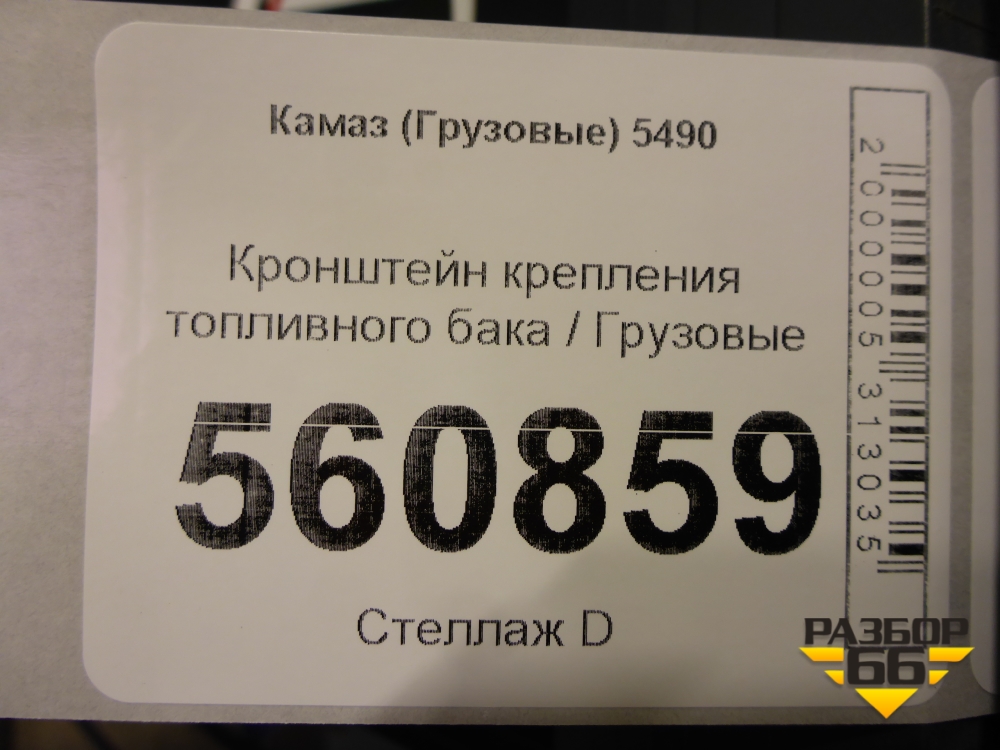 Камаз (Грузовые) 5490
Кронштейн крепления
топливного бака / Грузовые
560859
Стеллаж D
2000005313035
РАЗБОР
66